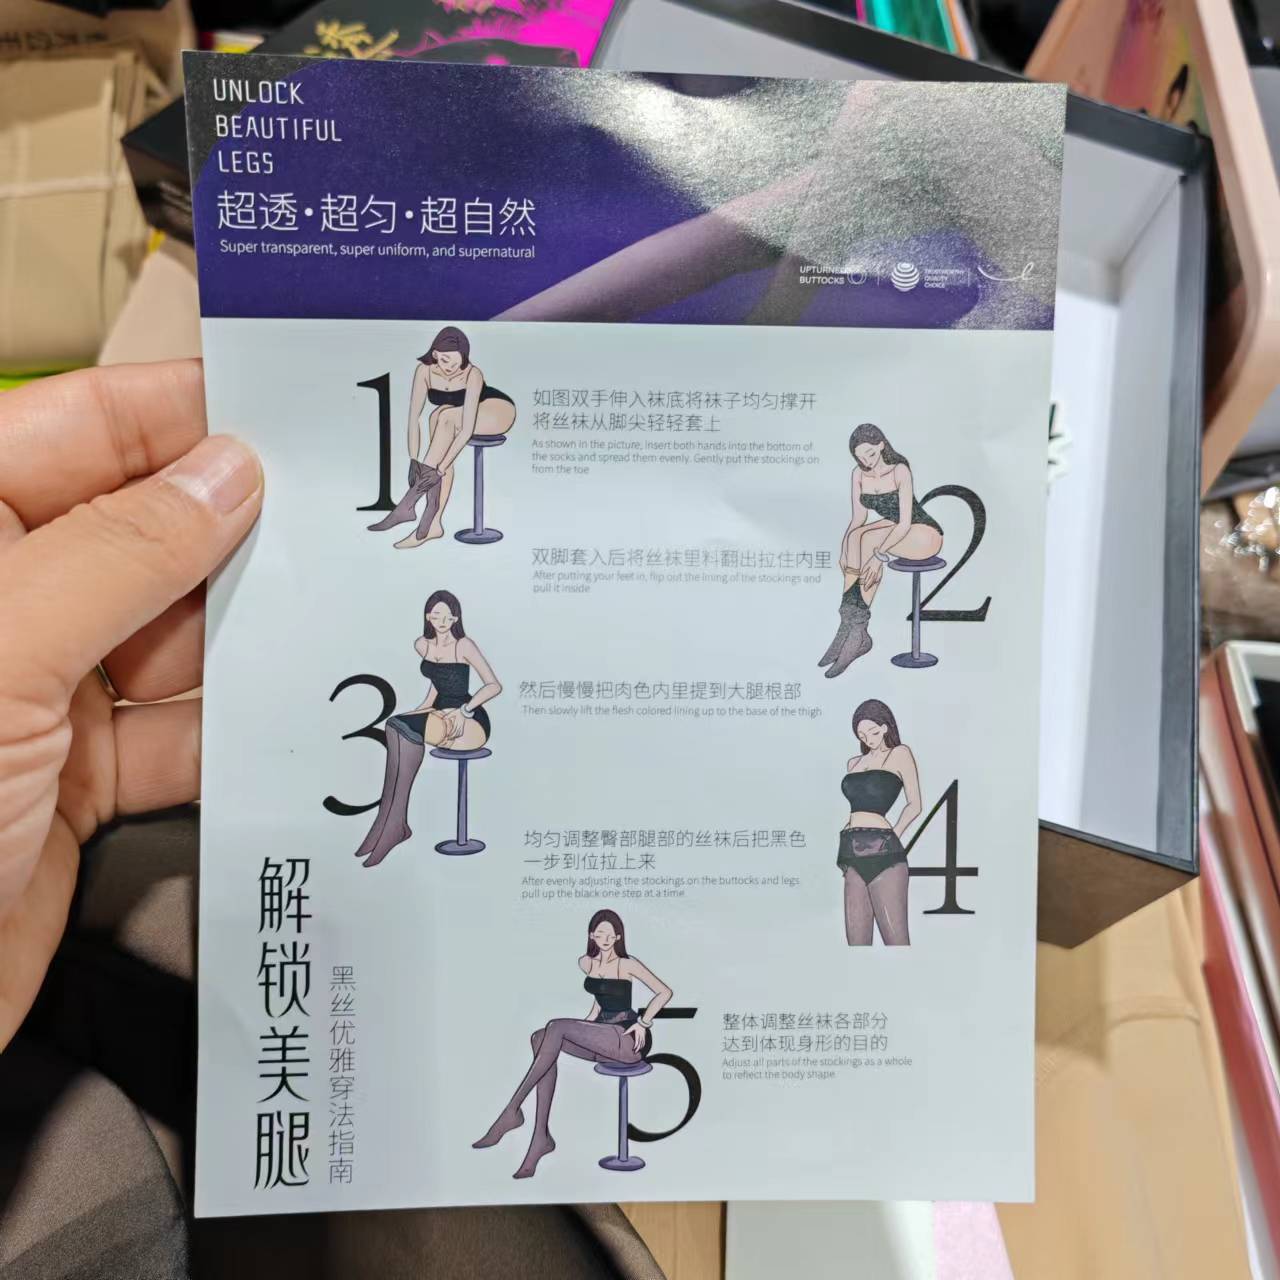 UNLOCK
BEAUTIFUL
LEGS
超透·超匀·超自然
Super transparent, super uniform, and supernatural
UPTURNED
BUTTOCKS
TRUSTWORTHY
QUALITY
CHOICE
1
如图双手伸入袜底将袜子均匀撑开
将丝袜从脚尖轻轻套上
As shown in the picture, insert both hands into the bottom of
the socks and spread them evenly. Gently put the stockings on
from the toe
2
双脚套入后将丝袜里料翻出拉住内里
After putting your feet in, flip out the lining of the stockings and
pull it inside
3
然后慢慢把肉色内里提到大腿根部
Then slowly lift the flesh colored lining up to the base of the thigh
4
均匀调整臀部腿部的丝袜后把黑色
一步到位拉上来
After evenly adjusting the stockings on the buttocks and legs
pull up the black one step at a time
5
整体调整丝袜各部分
达到体现身形的目的
Adjust all parts of the stockings as a whole
to reflect the body shape
解锁美腿
黑丝优雅穿法指南